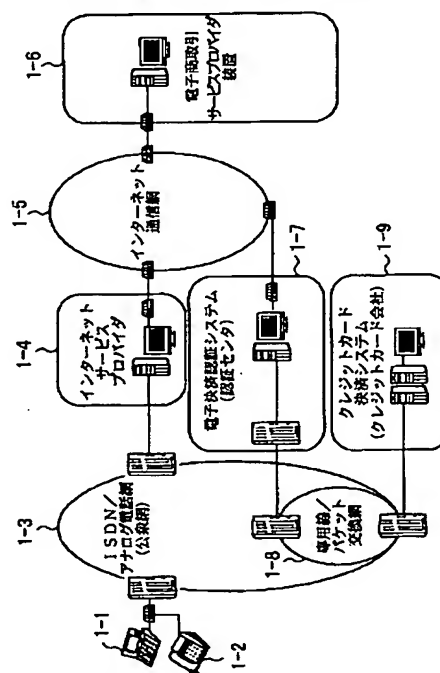 1-1
1-2
1-3
ISDN/
アナログ電話網
(公衆網)
1-4
インターネット
サービス
プロバイダ
1-5
インターネット
通信網
1-6
電子商取引
サービスプロバイダ
装置
1-7
電子決済認証システム
(認証センタ)
1-8
専用線/
パケット
交換網
1-9
クレジットカード
決済システム
(クレジットカード会社)